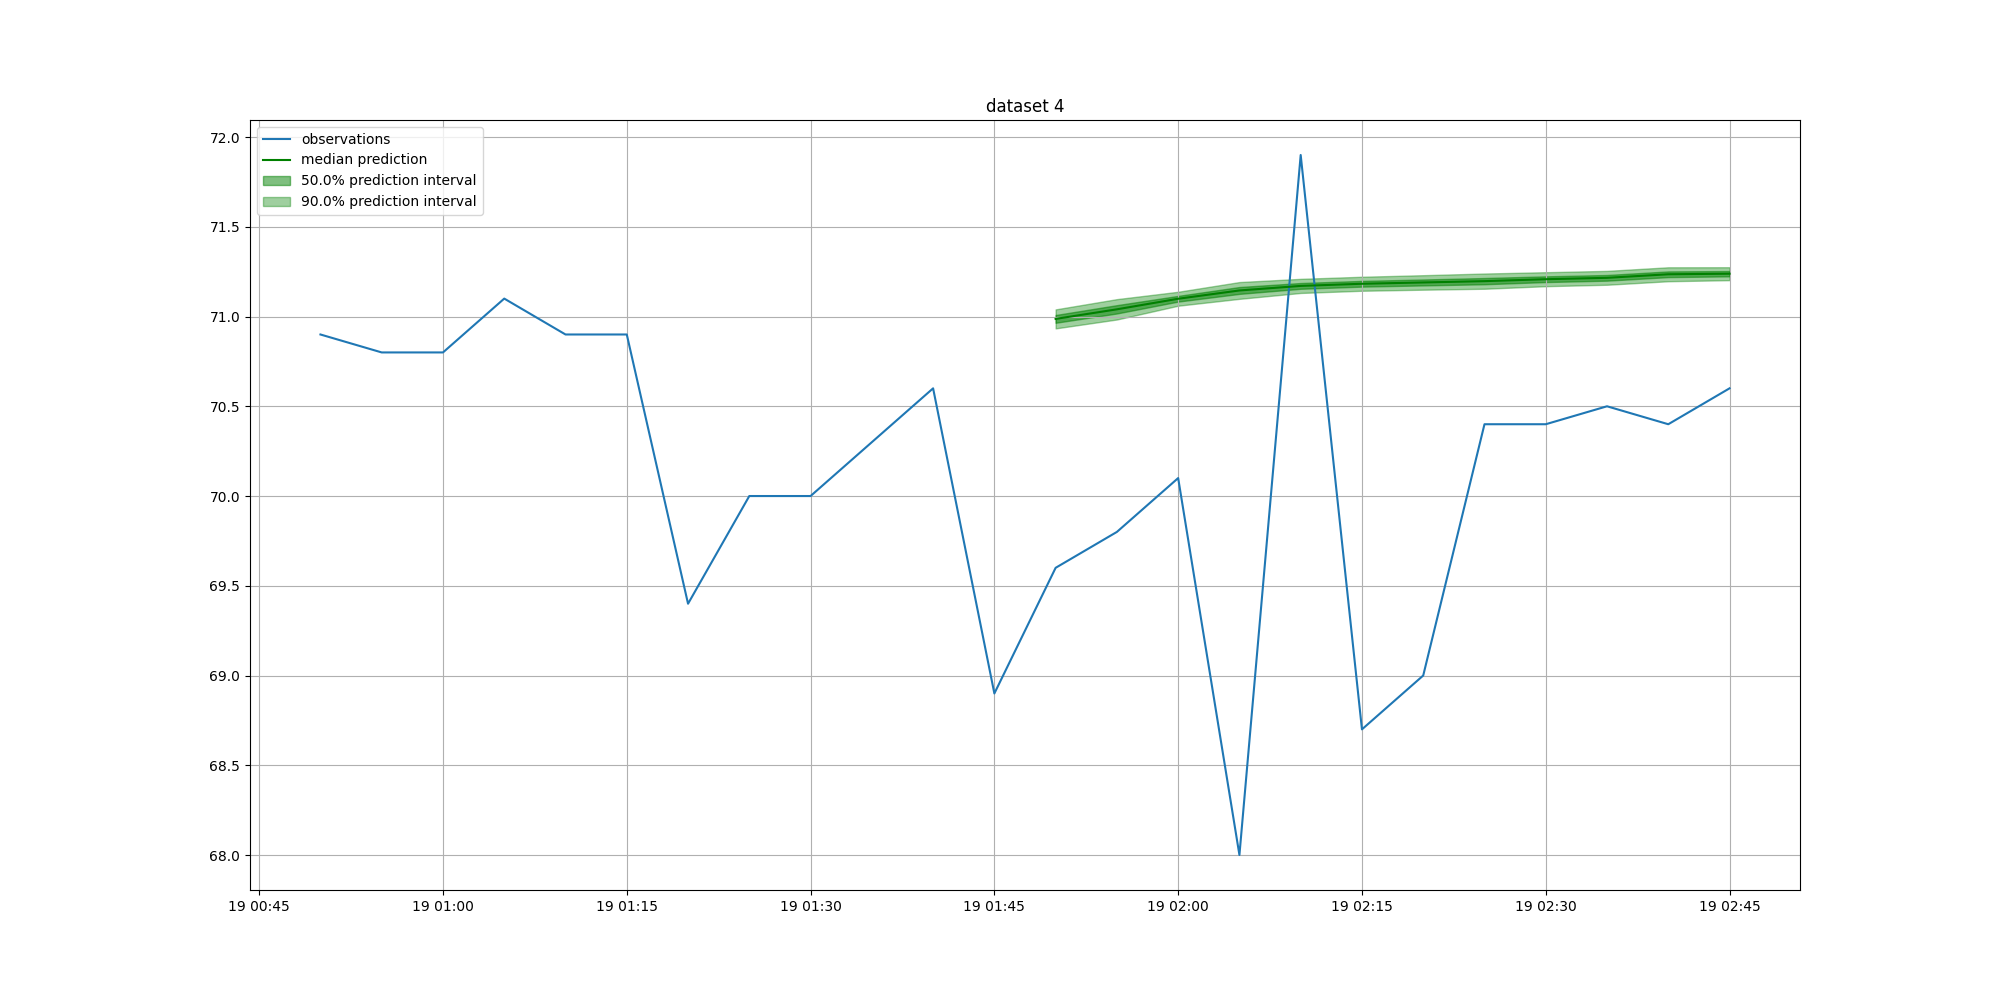 dataset 4
observations
median prediction
50.0% prediction interval
90.0% prediction interval
72.0
71.5
71.0
70.5
70.0
69.5
69.0
68.5
68.0
19 00:45 19 01:00 19 01:15 19 01:30 19 01:45 19 02:00 19 02:15 19 02:30 19 02:45